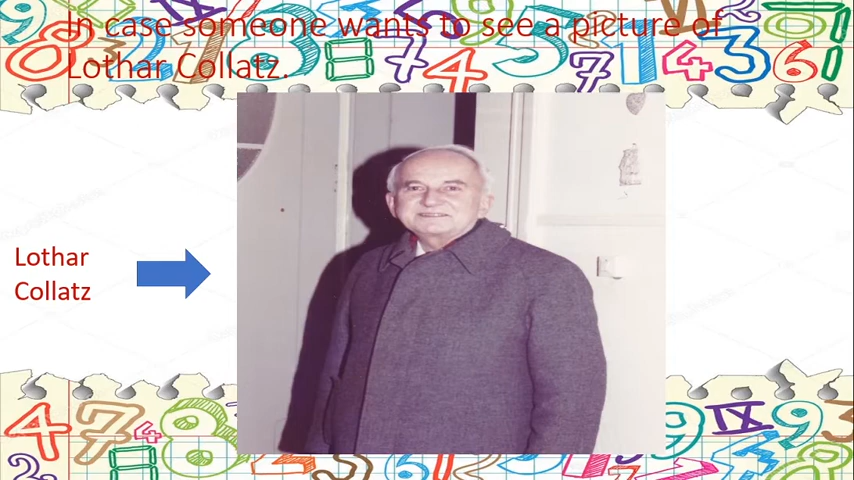 In case someone wants to see a picture of
Lothar Collatz.
Lothar
Collatz